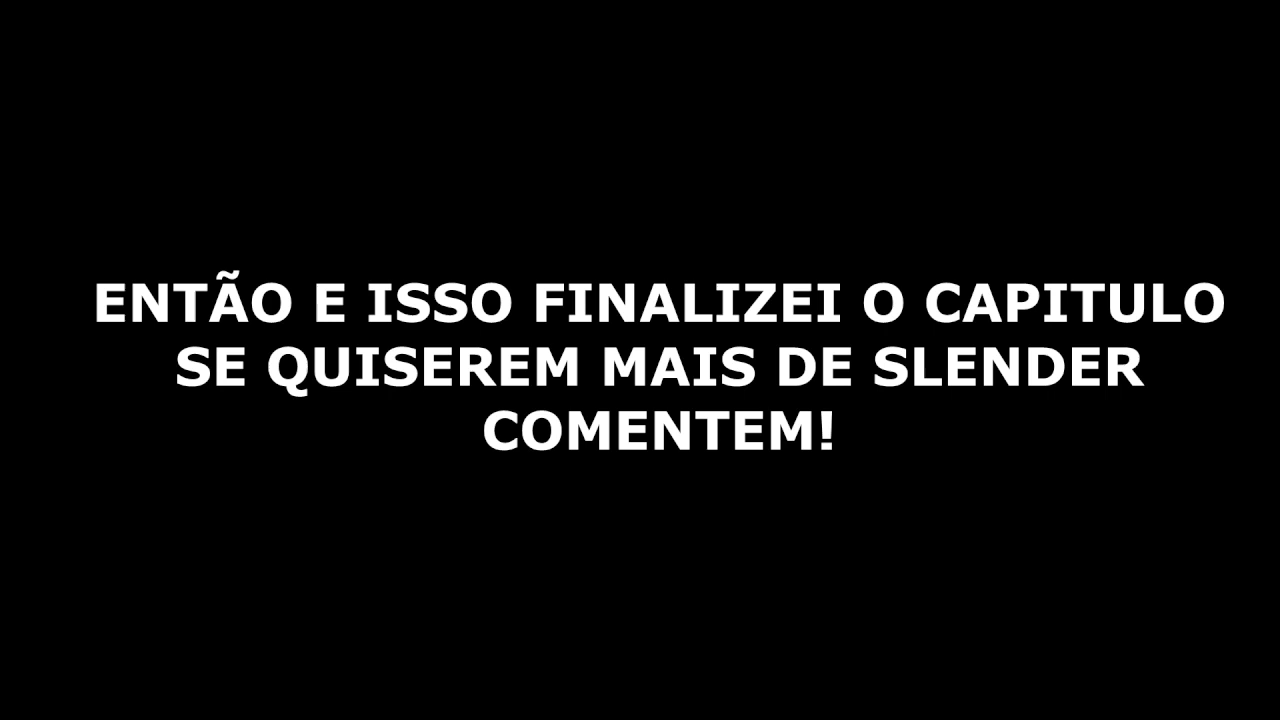 ENTÃO E ISSO FINALIZEI O CAPITULO
SE QUISEREM MAIS DE SLENDER
COMENTEM!